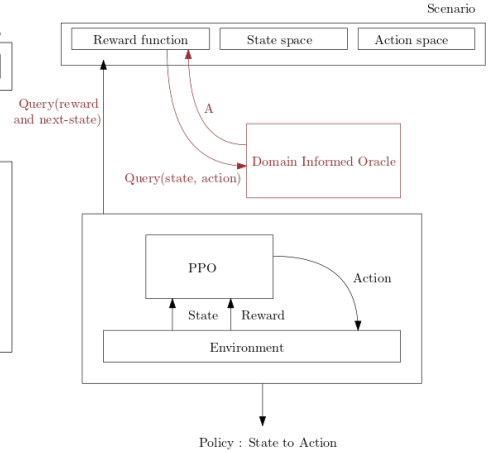 Scenario
Reward function
State space
Action space
Query(reward
and next-state)
A
Domain Informed Oracle
Query(state, action)
PPO
Action
State
Reward
Environment
Policy : State to Action